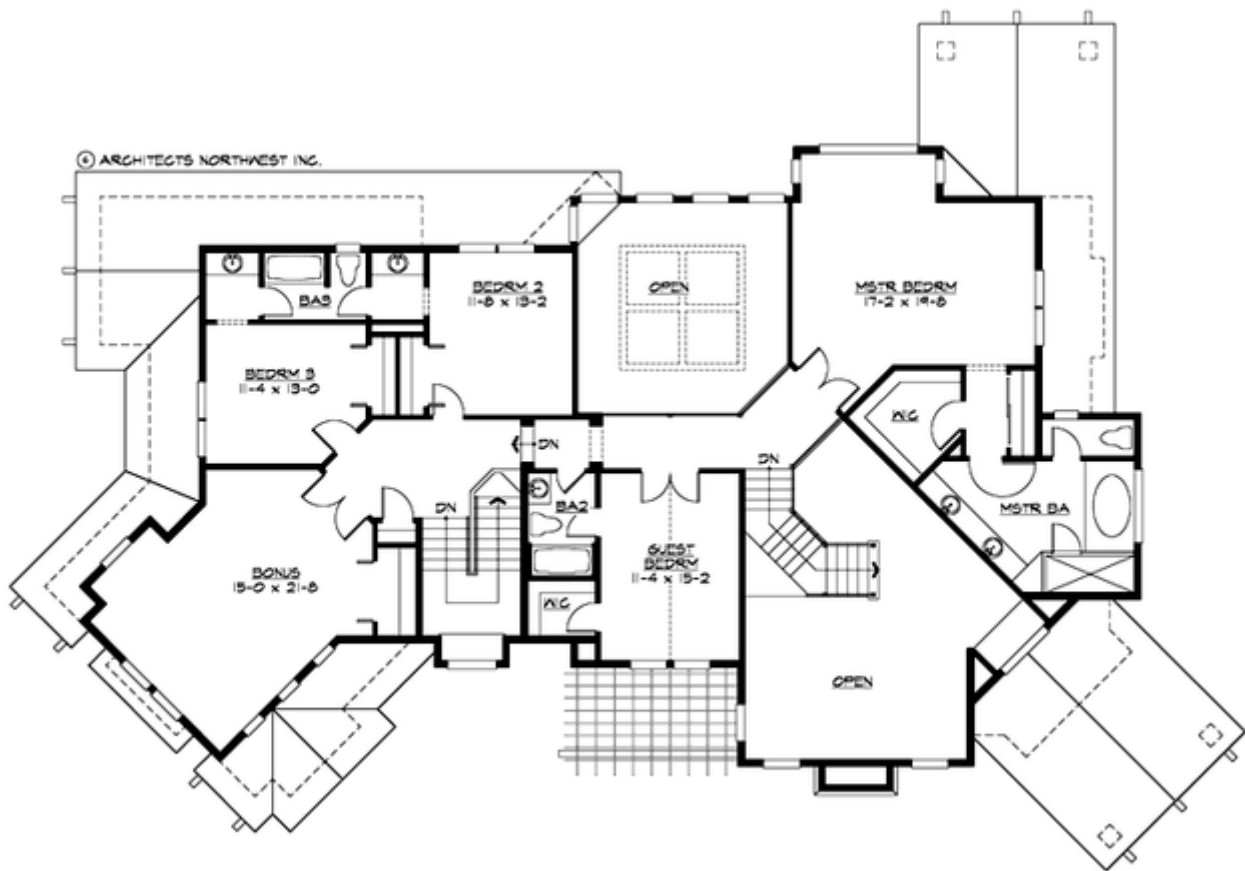 © ARCHITECTS NORTHWEST INC.
BA3
BEDRM 2
11-8 x 13-2
OPEN
MSTR BEDRM
17-2 x 19-8
BEDRM 3
11-4 x 13-0
WIC
DN
DN
DN
BA2
MSTR BA
GUEST
BEDRM
11-4 x 15-2
BONUS
15-0 x 21-8
WIC
OPEN